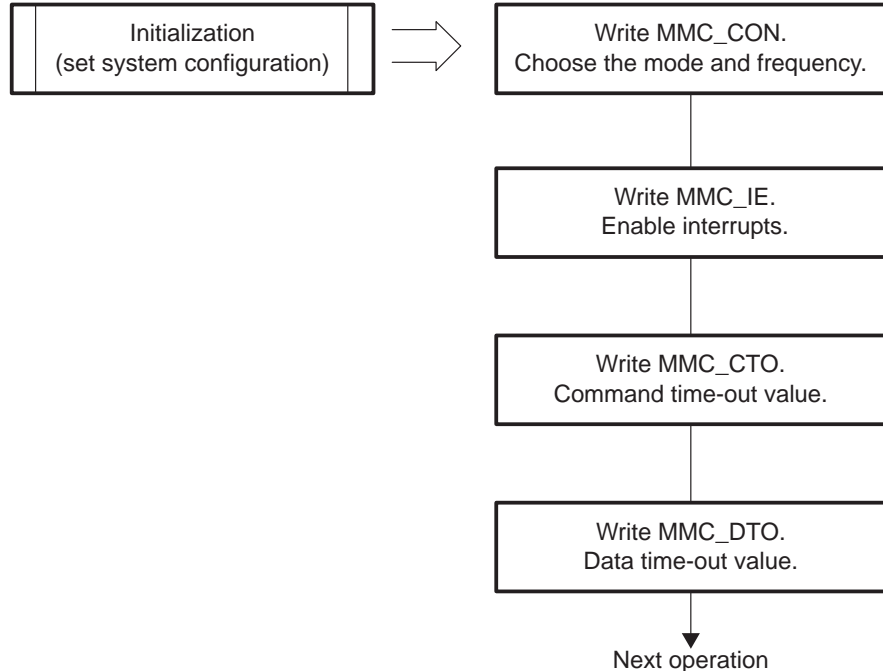 Initialization
(set system configuration)
Write MMC_CON.
Choose the mode and frequency.
Write MMC_IE.
Enable interrupts.
Write MMC_CTO.
Command time-out value.
Write MMC_DTO.
Data time-out value.
Next operation